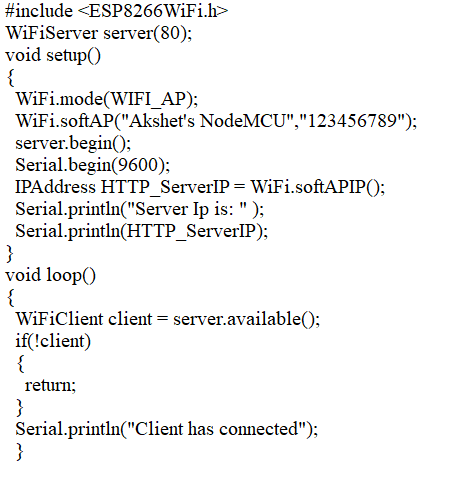 #include <ESP8266WiFi.h>
WiFiServer server(80);
void setup()
{
  WiFi.mode(WIFI_AP);
  WiFi.softAP("Akshet's NodeMCU","123456789");
  server.begin();
  Serial.begin(9600);
  IPAddress HTTP_ServerIP = WiFi.softAPIP();
  Serial.println("Server Ip is: " );
  Serial.println(HTTP_ServerIP);
}
void loop()
{
  WiFiClient client = server.available();
  if(!client)
  {
    return;
  }
  Serial.println("Client has connected");
  }